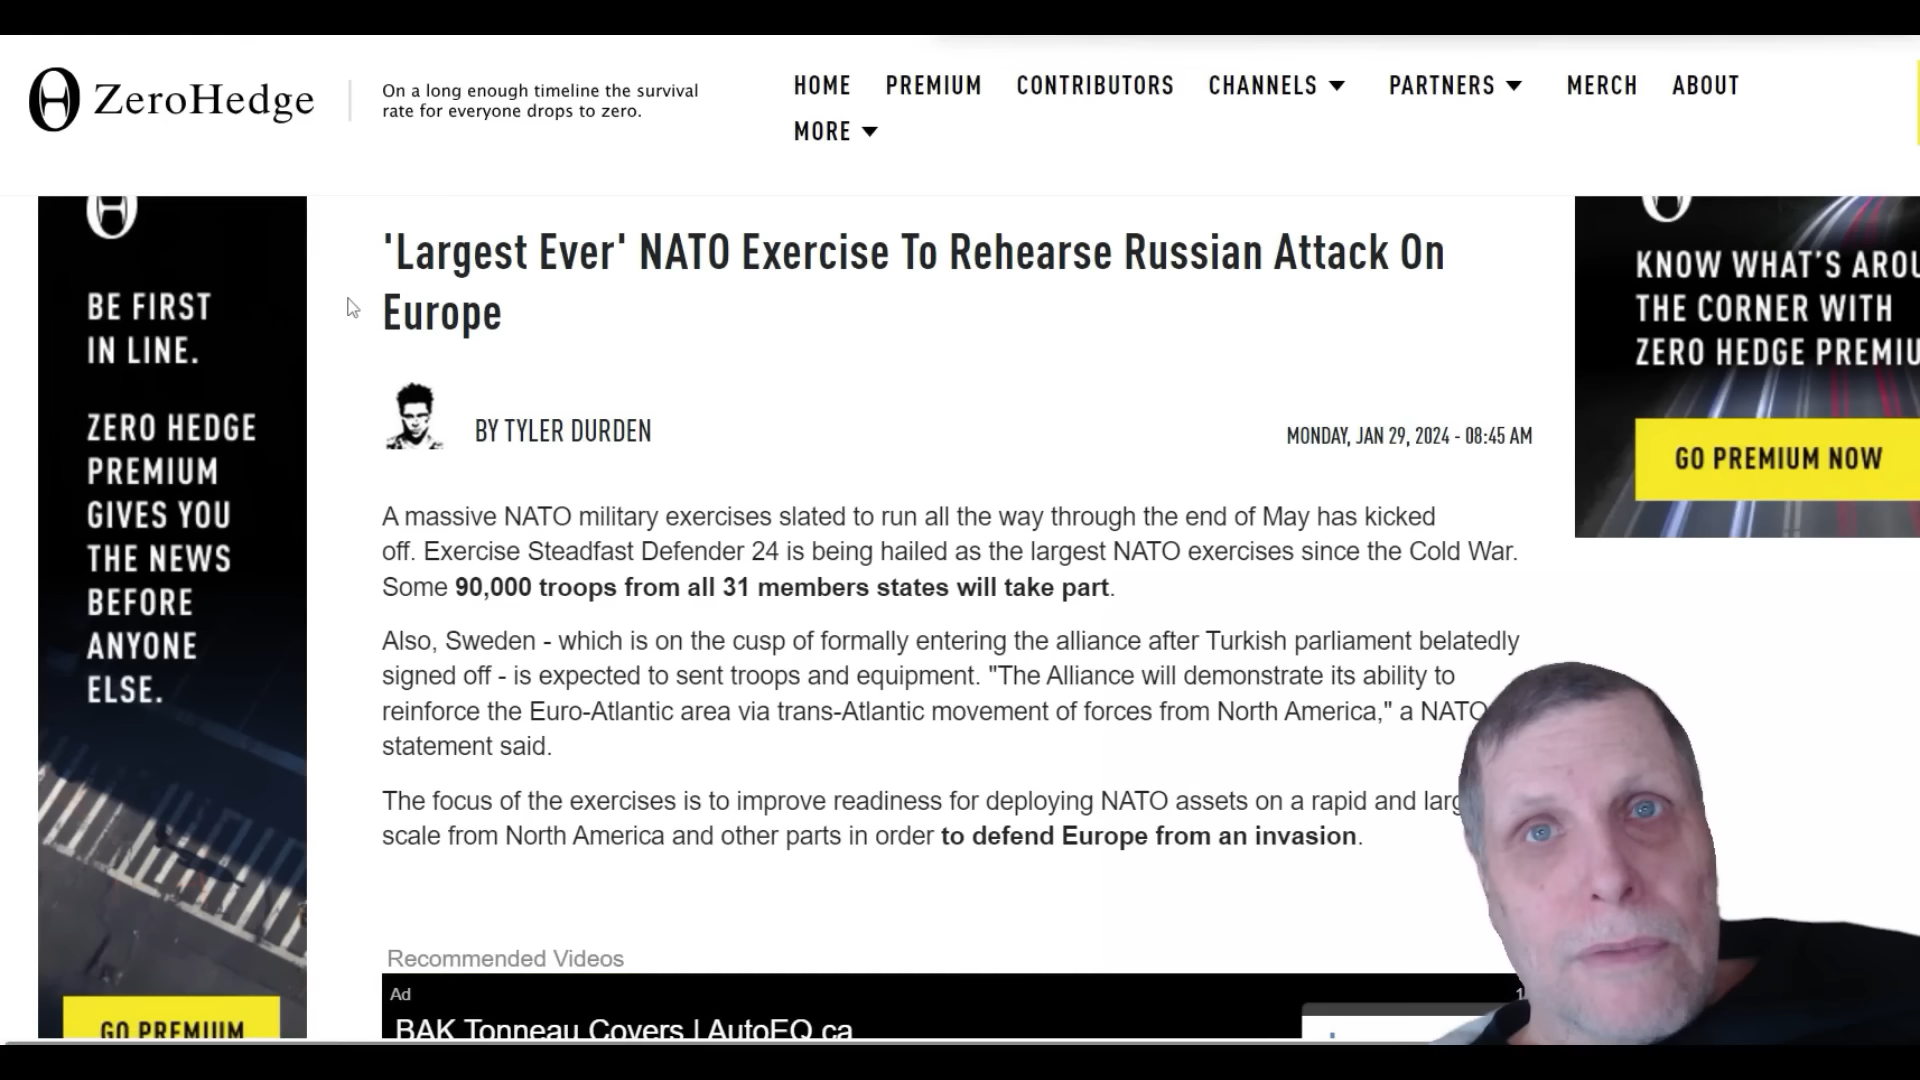 ZeroHedge
On a long enough timeline the survival
rate for everyone drops to zero.
HOME PREMIUM CONTRIBUTORS CHANNELS PARTNERS MERCH ABOUT
MORE
BE FIRST
IN LINE.
ZERO HEDGE
PREMIUM
GIVES YOU
THE NEWS
BEFORE
ANYONE
ELSE.
GO PREMIUM
'Largest Ever' NATO Exercise To Rehearse Russian Attack On
Europe
BY TYLER DURDEN
MONDAY, JAN 29, 2024 - 08:45 AM
A massive NATO military exercises slated to run all the way through the end of May has kicked
off. Exercise Steadfast Defender 24 is being hailed as the largest NATO exercises since the Cold War.
Some 90,000 troops from all 31 members states will take part.
Also, Sweden - which is on the cusp of formally entering the alliance after Turkish parliament belatedly
signed off - is expected to sent troops and equipment. "The Alliance will demonstrate its ability to
reinforce the Euro-Atlantic area via trans-Atlantic movement of forces from North America," a NATO
statement said.
The focus of the exercises is to improve readiness for deploying NATO assets on a rapid and larg
scale from North America and other parts in order to defend Europe from an invasion.
Recommended Videos
Ad
1
BAK Tonneau Covers | AutoEQ.ca
KNOW WHAT'S AROU
THE CORNER WITH
ZERO HEDGE PREMIU
GO PREMIUM NOW